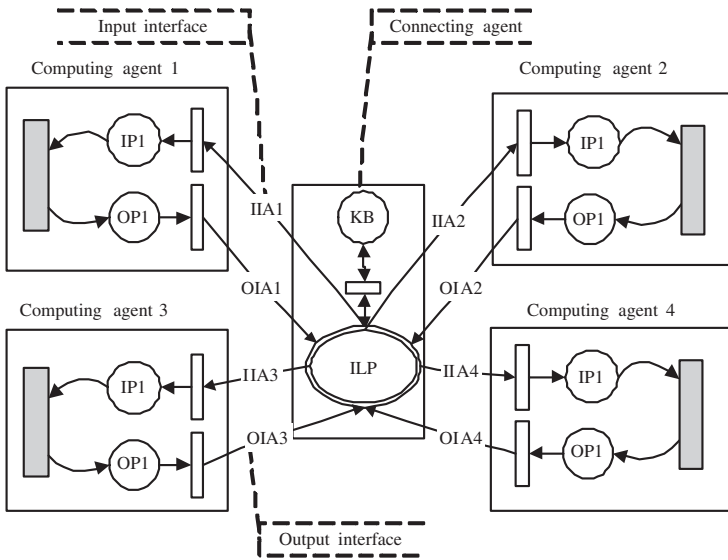 Input interface
Connecting agent
Computing agent 1
Computing agent 2
IP1
IP1
OP1
OP1
IIA1
KB
IIA2
OIA1
OIA2
Computing agent 3
Computing agent 4
IP1
IIA3
ILP
IIA4
IP1
OP1
OIA3
OIA4
OP1
Output interface